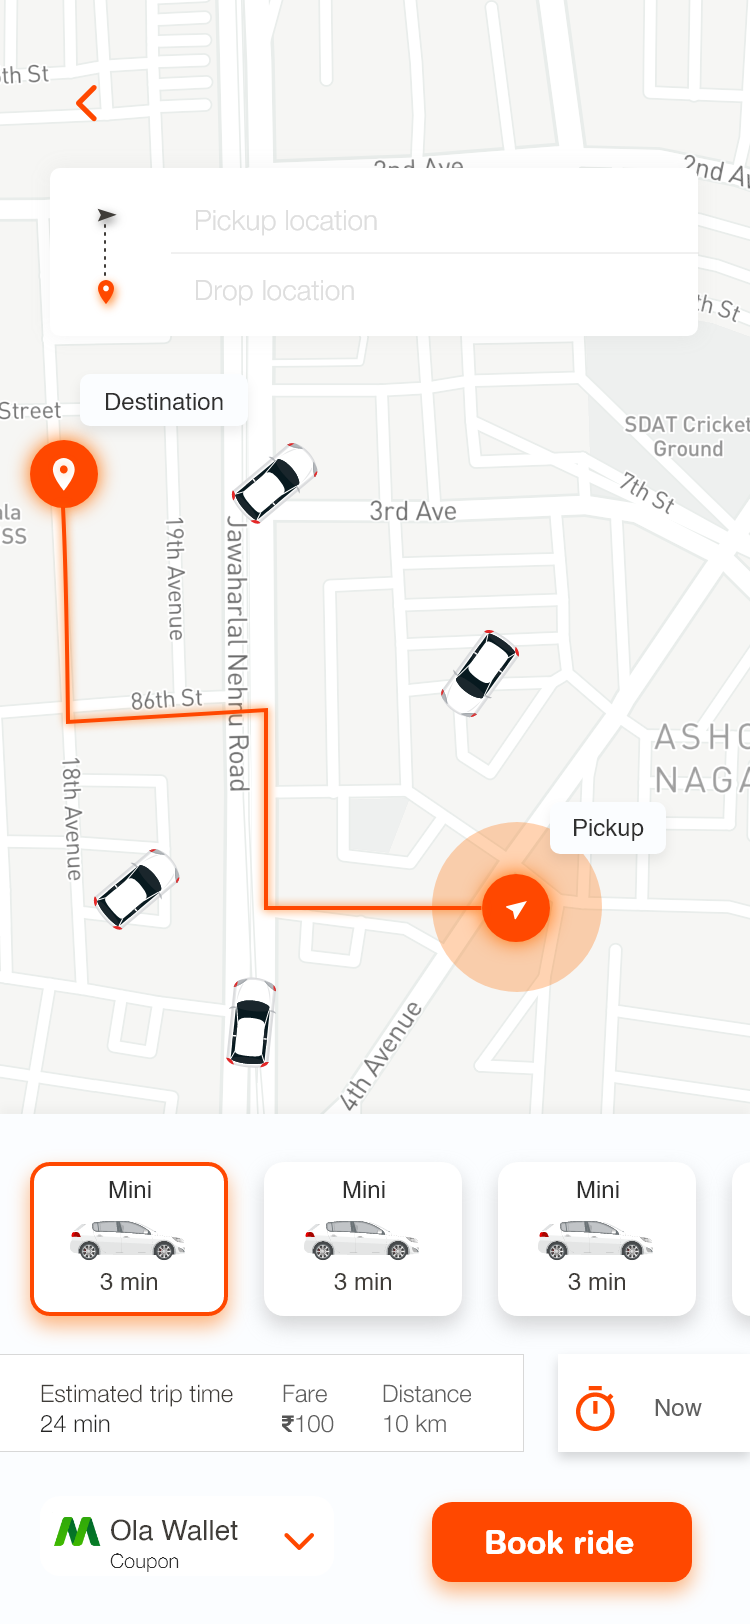 th St
2nd Ave
2nd Av
Pickup location
Drop location
th St
Destination
Street
SDAT Cricket
Ground
7th St
3rd Ave
la
SS
19th Avenue
Jawaharlal Nehru Road
86th St
ASHO
NAGA
18th Avenue
Pickup
4th Avenue
Mini
3 min
Mini
3 min
Mini
3 min
Estimated trip time
24 min
Fare
₹100
Distance
10 km
Now
Ola Wallet
Coupon
Book ride